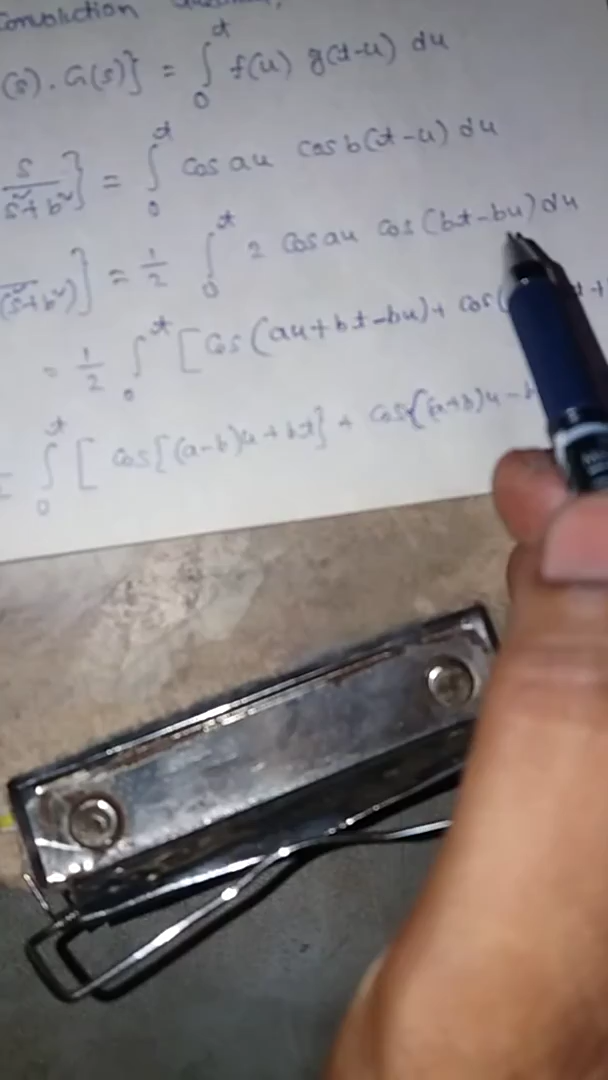 Convolution
(s) . G(s)} = ∫₀ᵗ f(u) g(t-u) du
s/(s²+b²)} = ∫₀ᵗ cos au cos b(t-u) du
(s²+b²)} = 1/2 ∫₀ᵗ 2 cos au cos (bt-bu) du
= 1/2 ∫₀ᵗ [cos (au+bt-bu) + cos(
∫₀ᵗ [ cos{(a-b)u+bt} + cos{(a+b)u-